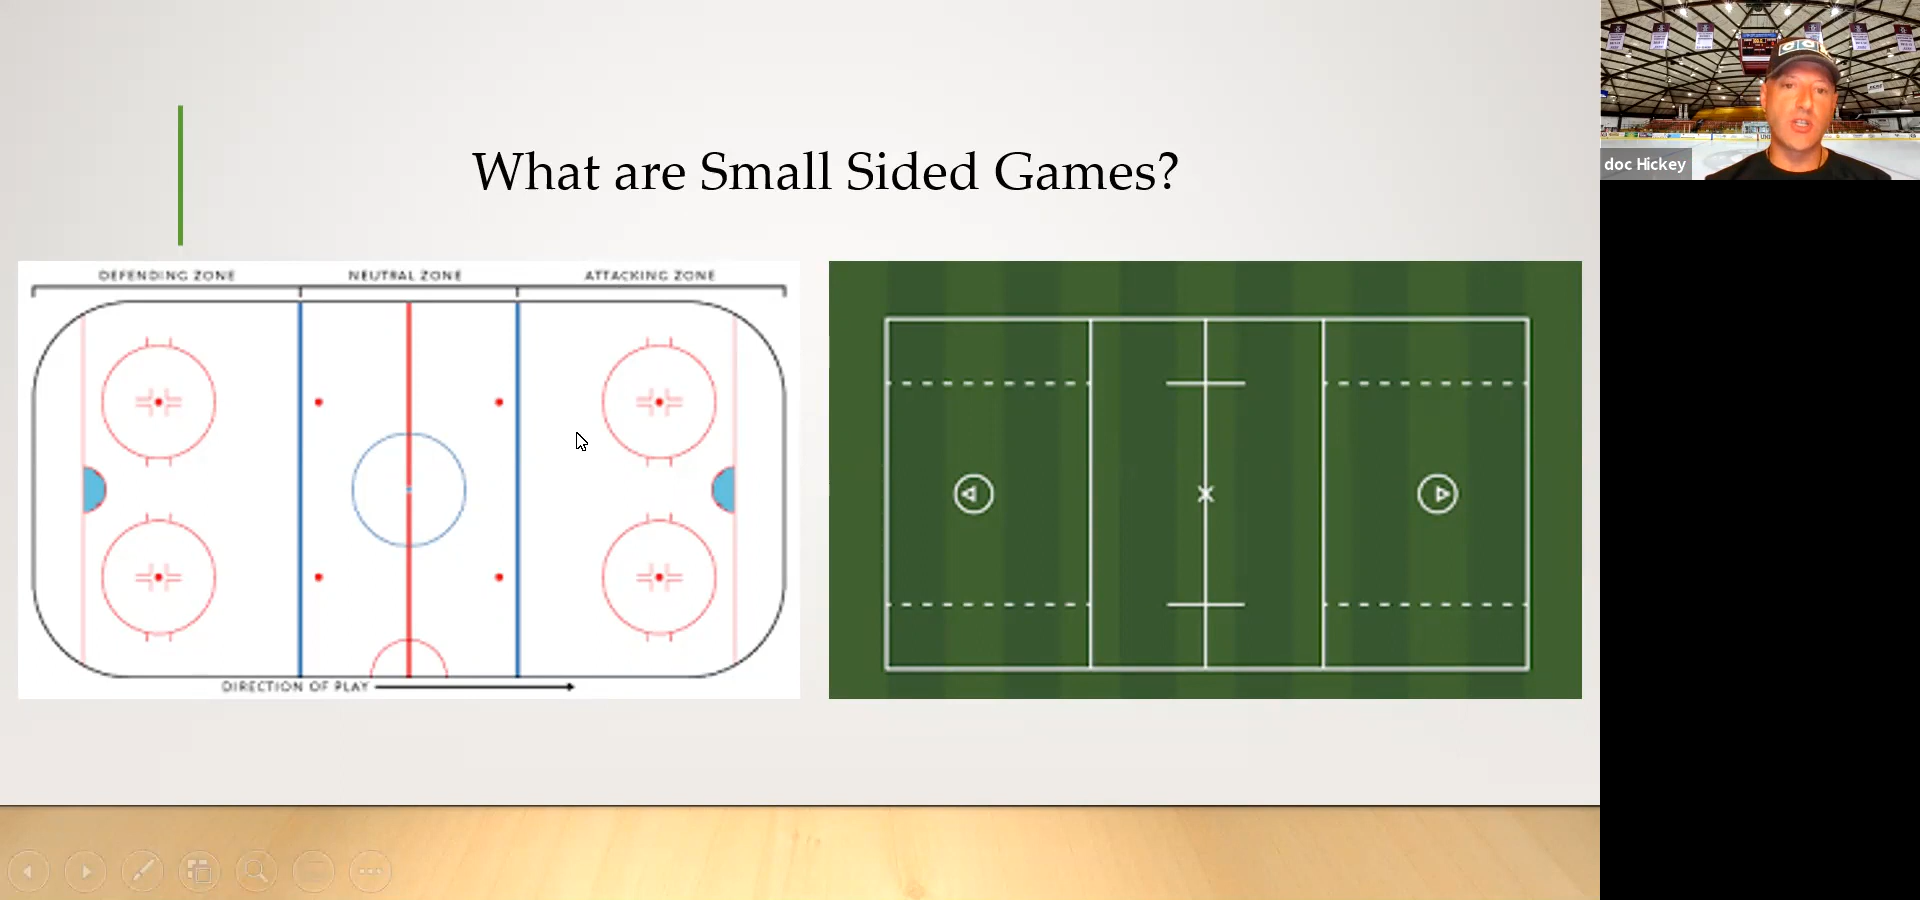 What are Small Sided Games?
DEFENDING ZONE
NEUTRAL ZONE
ATTACKING ZONE
DIRECTION OF PLAY
doc Hickey